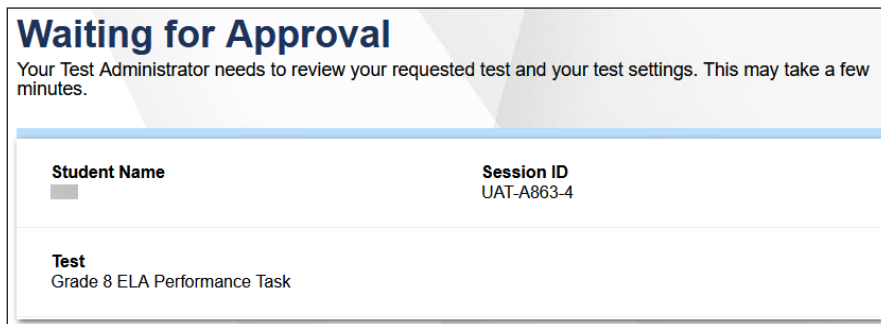 Waiting for Approval
Your Test Administrator needs to review your requested test and your test settings. This may take a few
minutes.
Student Name
Session ID
UAT-A863-4
Test
Grade 8 ELA Performance Task